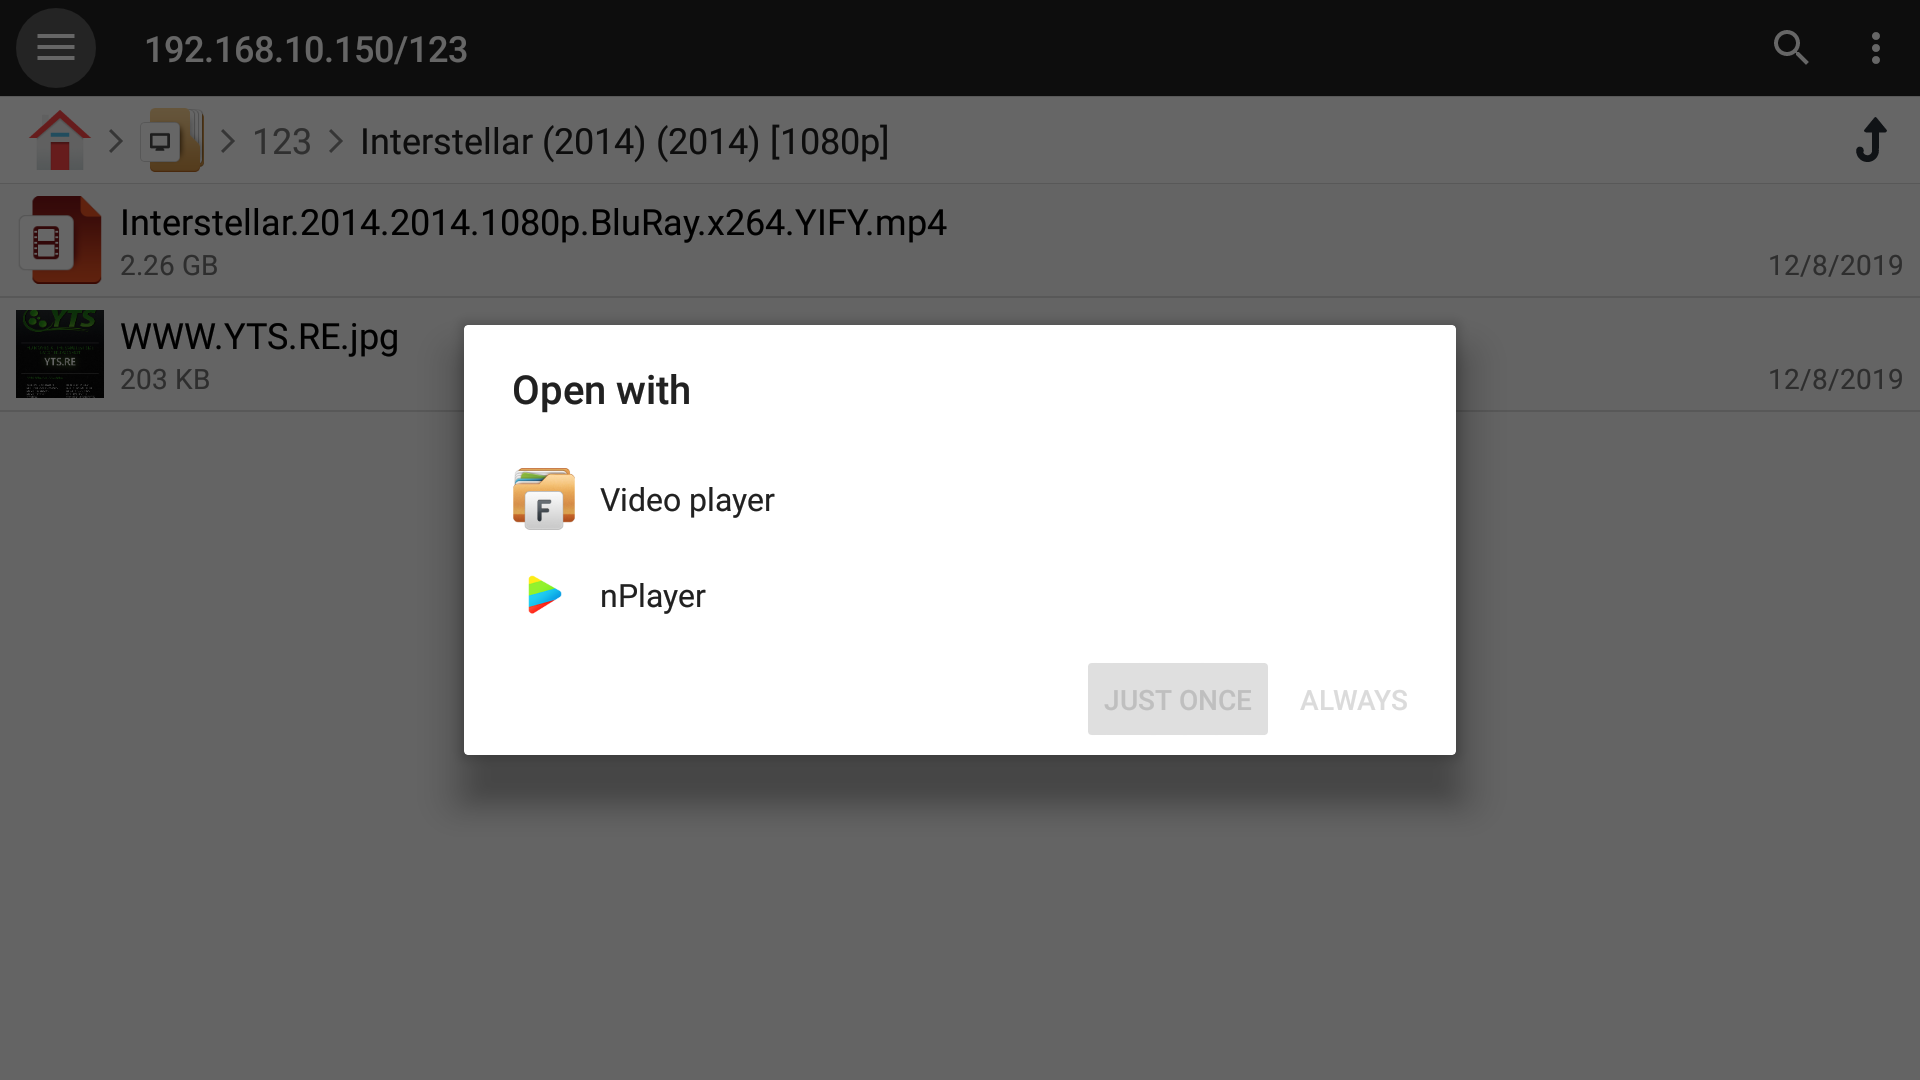 192.168.10.150/123
123
Interstellar (2014) (2014) [1080p]
Interstellar.2014.2014.1080p.BluRay.x264.YIFY.mp4
2.26 GB
12/8/2019
YTS
YTS.RE
WWW.YTS.RE.jpg
203 KB
12/8/2019
Open with
F
Video player
nPlayer
JUST ONCE
ALWAYS